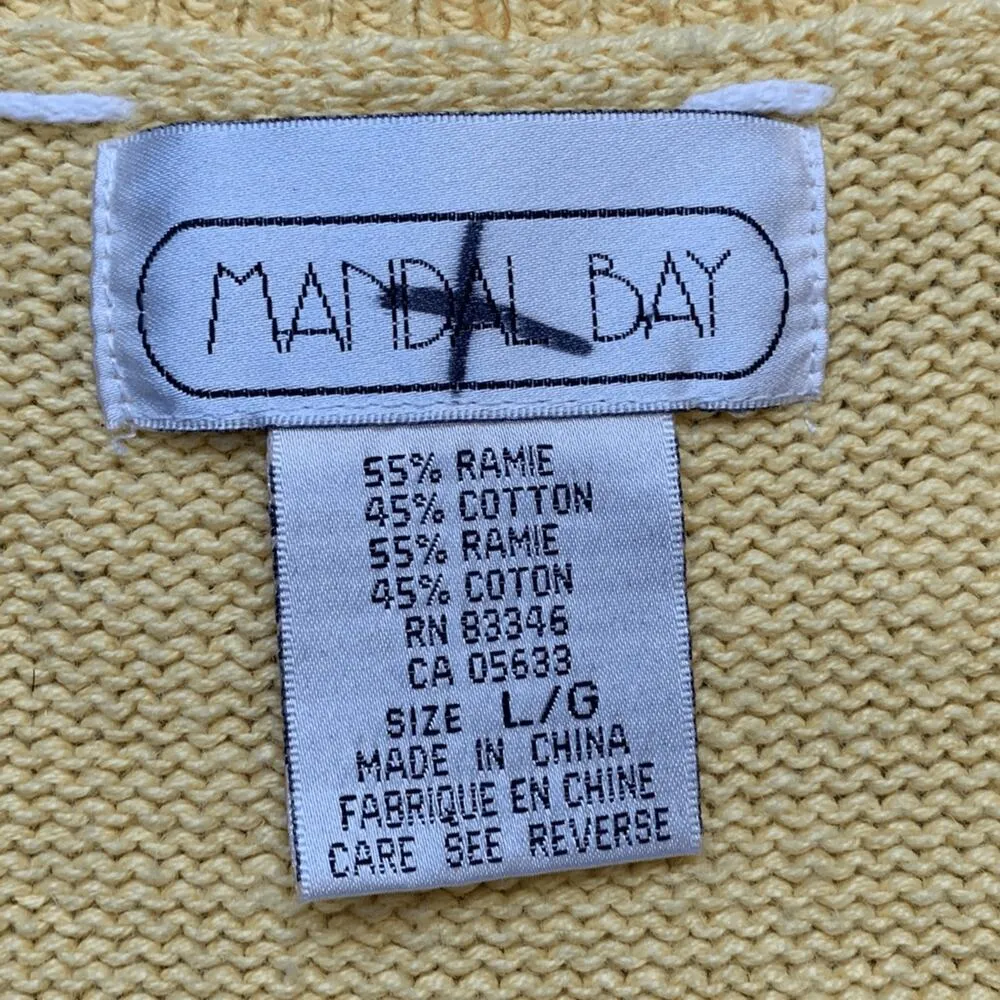 MANDAL BAY
55% RAMIE
45% COTTON
55% RAMIE
45% COTON
RN 83346
CA 05633
SIZE L/G
MADE IN CHINA
FABRIQUE EN CHINE
CARE SEE REVERSE